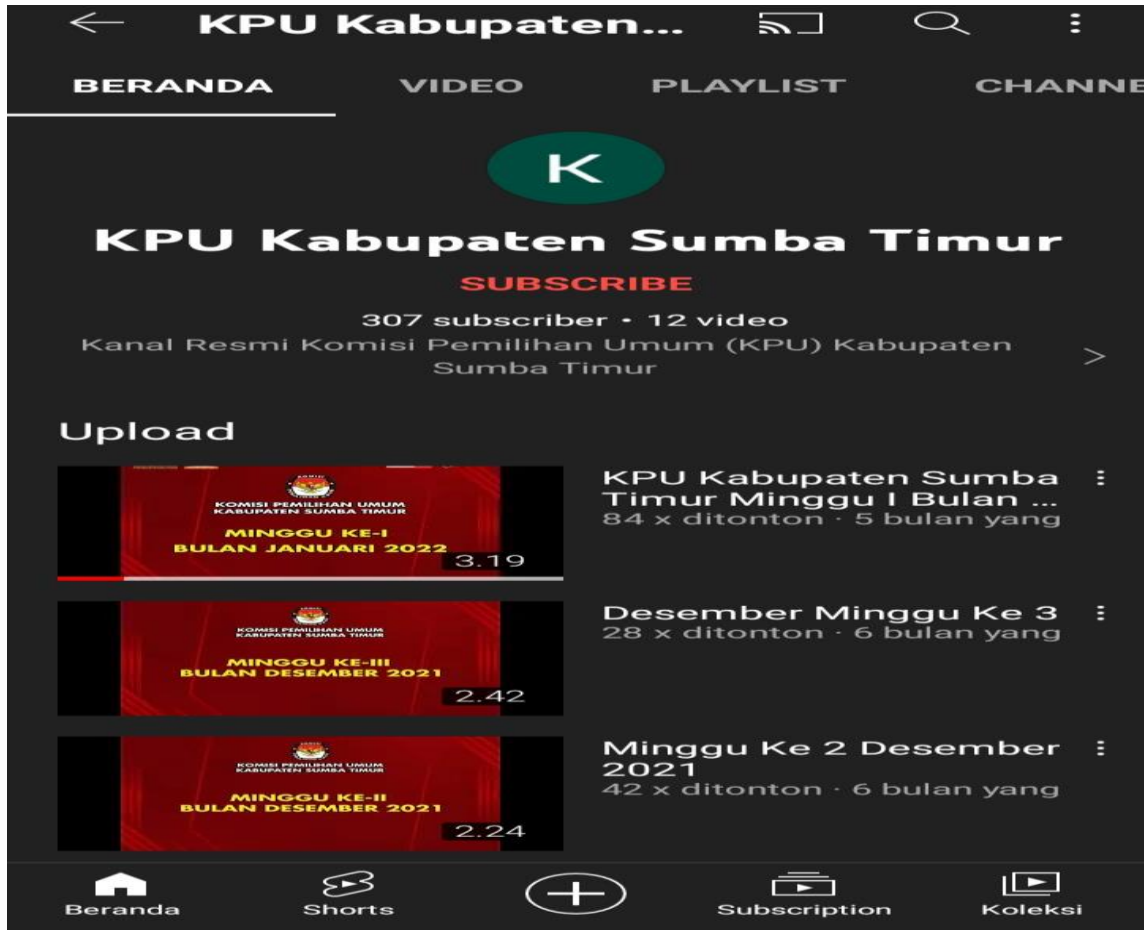 KPU Kabupaten...
BERANDA VIDEO PLAYLIST CHANNE
K
KPU Kabupaten Sumba Timur
SUBSCRIBE
307 subscriber • 12 video
Kanal Resmi Komisi Pemilihan Umum (KPU) Kabupaten
Sumba Timur
Upload
KOMISI PEMILIHAN UMUM
KABUPATEN SUMBA TIMUR
MINGGU KE-I
BULAN JANUARI 2022
3.19
KPU Kabupaten Sumba
Timur Minggu I Bulan ...
84 x ditonton · 5 bulan yang
KOMISI PEMILIHAN UMUM
KABUPATEN SUMBA TIMUR
MINGGU KE-III
BULAN DESEMBER 2021
2.42
Desember Minggu Ke 3
28 x ditonton · 6 bulan yang
KOMISI PEMILIHAN UMUM
KABUPATEN SUMBA TIMUR
MINGGU KE-II
BULAN DESEMBER 2021
2.24
Minggu Ke 2 Desember
2021
42 x ditonton · 6 bulan yang
Beranda Shorts Subscription Koleksi